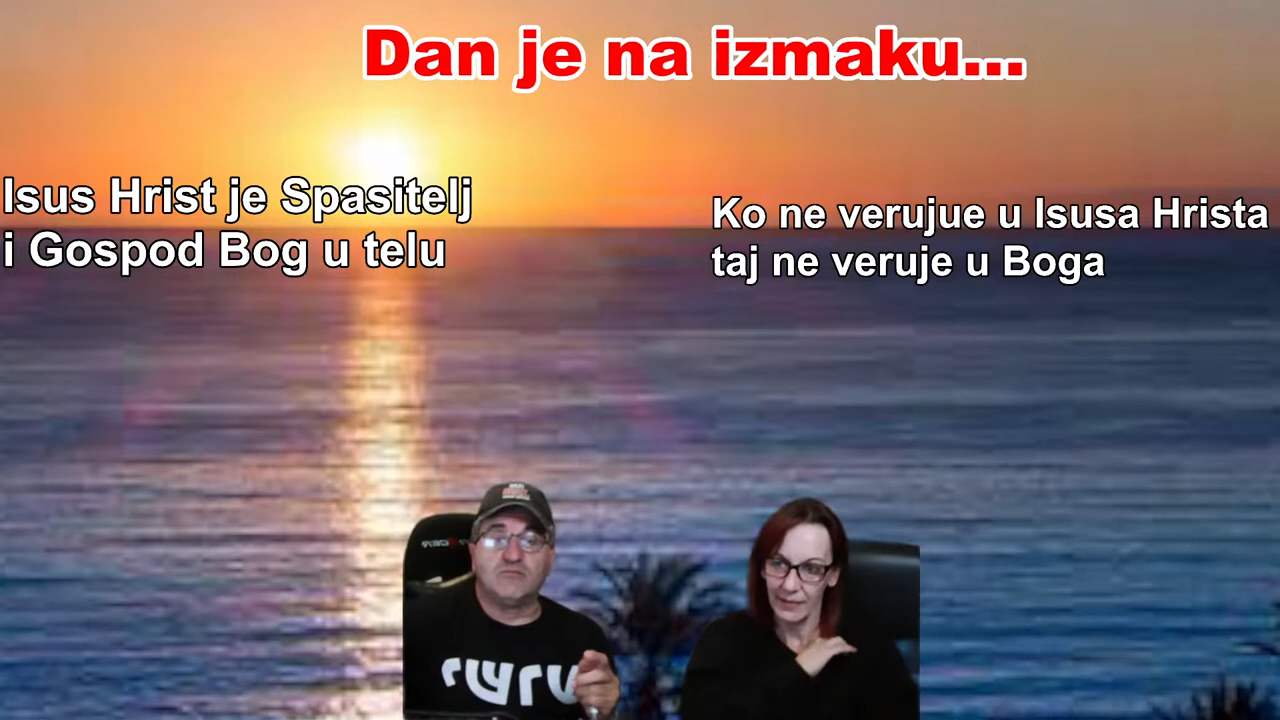 Dan je na izmaku...
Isus Hrist je Spasitelj
i Gospod Bog u telu
Ko ne verujue u Isusa Hrista
taj ne veruje u Boga